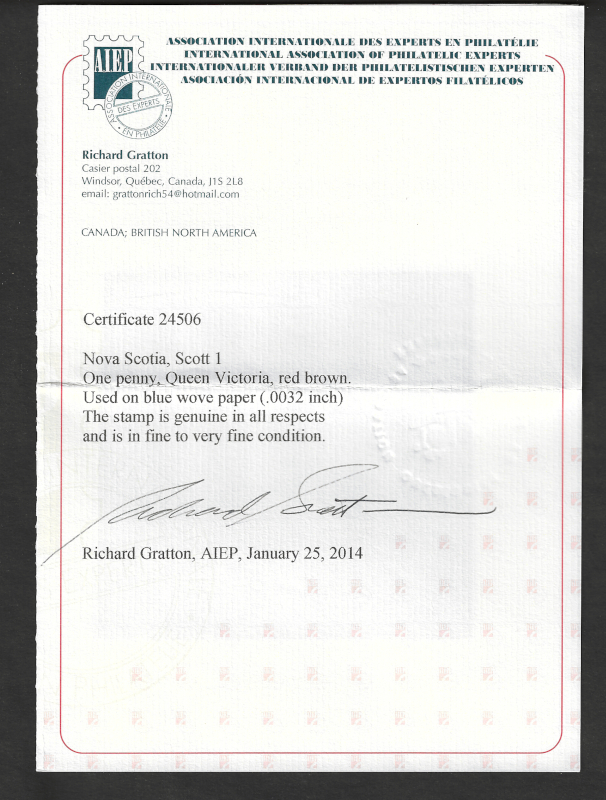 ASSOCIATION INTERNATIONALE DES EXPERTS EN PHILATÉLIE
INTERNATIONAL ASSOCIATION OF PHILATELIC EXPERTS
INTERNATIONALER VERBAND DER PHILATELISTISCHEN EXPERTEN
ASOCIACIÓN INTERNACIONAL DE EXPERTOS FILATÉLICOS
AIEP
ASSOCIATION INTERNATIONALE
DES EXPERTS
• EN PHILATÉLIE •
Richard Gratton
Casier postal 202
Windsor, Québec, Canada, J1S 2L8
email: grattonrich54@hotmail.com
CANADA; BRITISH NORTH AMERICA
Certificate 24506
Nova Scotia, Scott 1
One penny, Queen Victoria, red brown.
Used on blue wove paper (.0032 inch)
The stamp is genuine in all respects
and is in fine to very fine condition.
Richard Gratton
Richard Gratton, AIEP, January 25, 2014